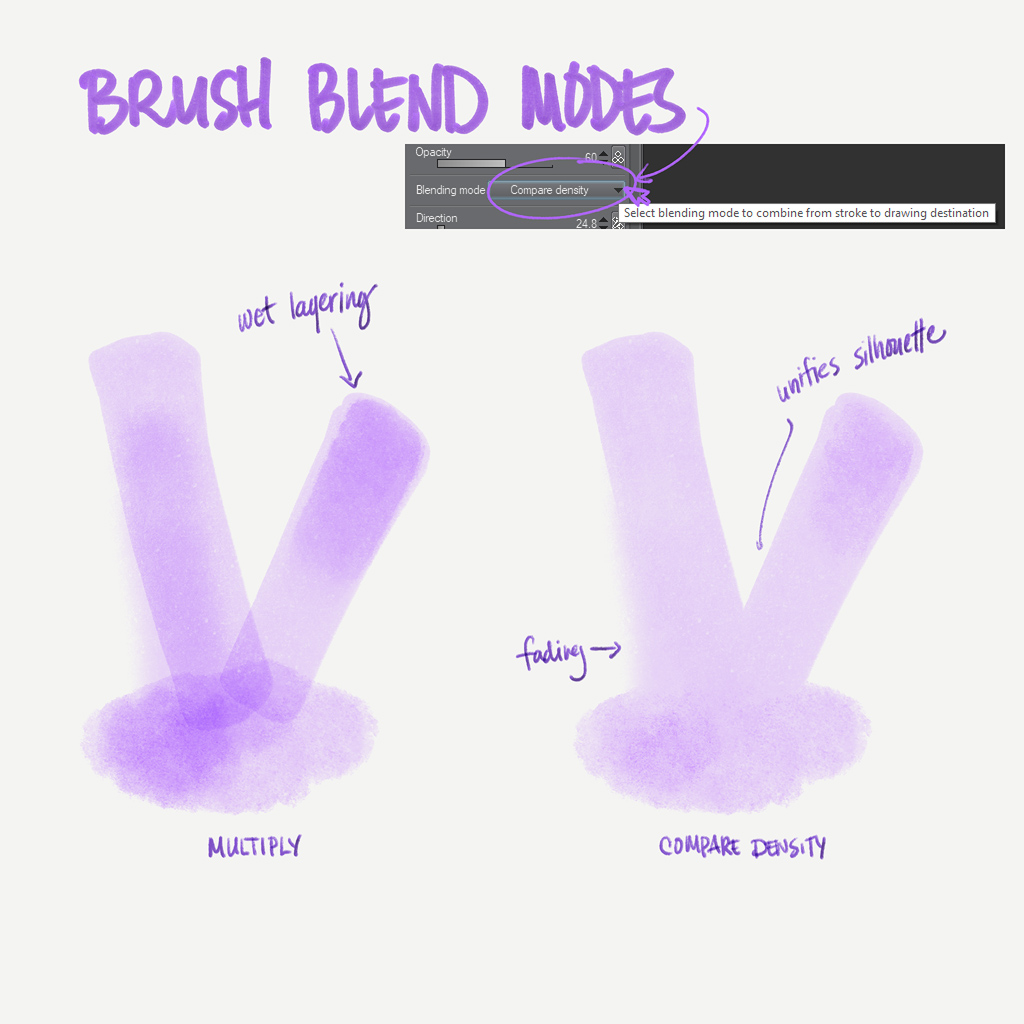 BRUSH BLEND MODES
Opacity 60
Blending mode Compare density
Select blending mode to combine from stroke to drawing destination
Direction 24.8
wet layering
unifies silhouette
fading
MULTIPLY
COMPARE DENSITY